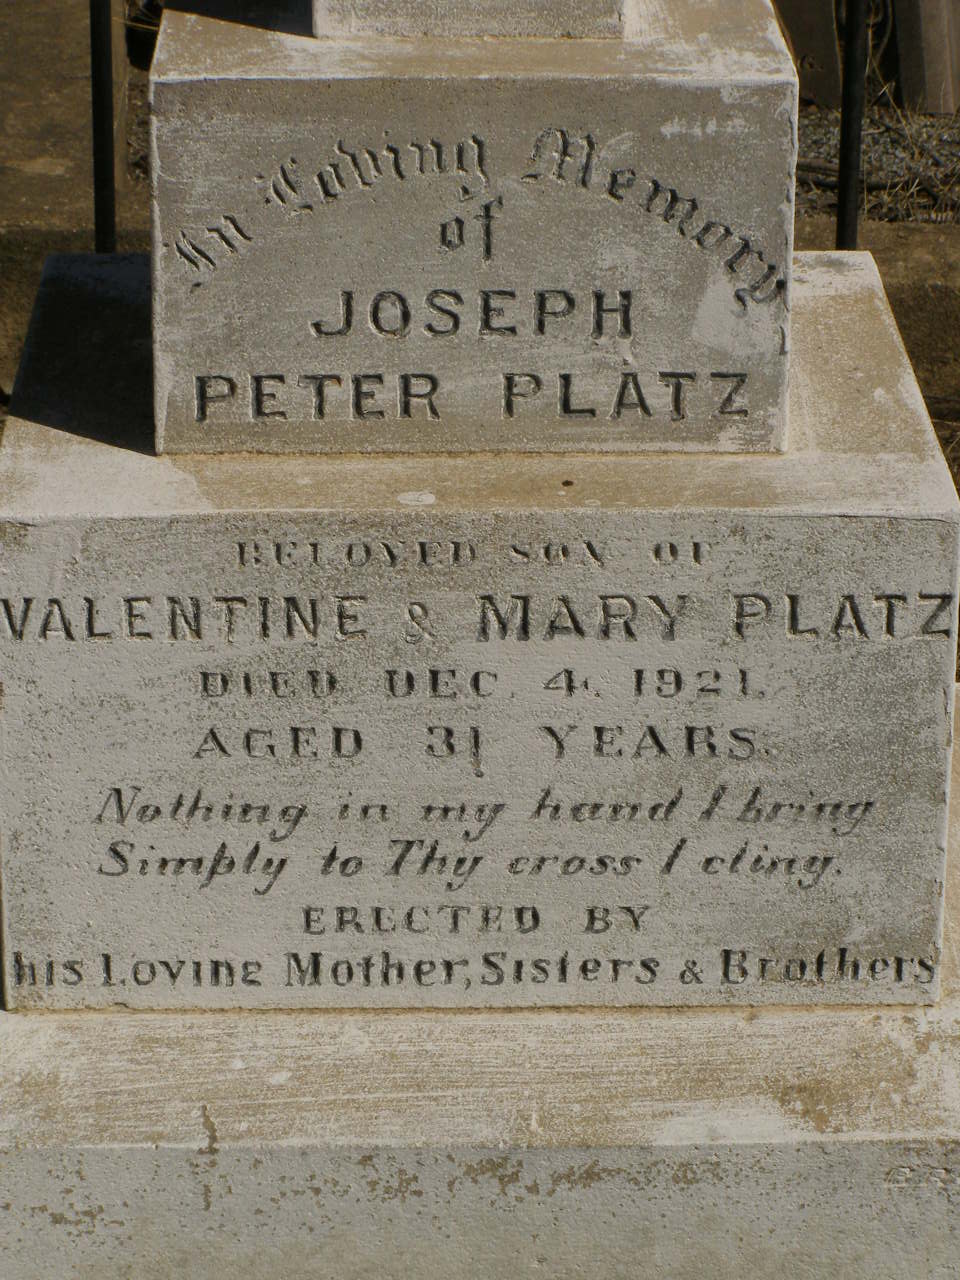 In Loving Memory
of
JOSEPH
PETER PLATZ
BELOVED SON OF
VALENTINE & MARY PLATZ
DIED DEC. 4. 1921.
AGED 31 YEARS.
Nothing in my hand I bring
Simply to Thy cross I cling.
ERECTED BY
his Lovine Mother, Sisters & Brothers